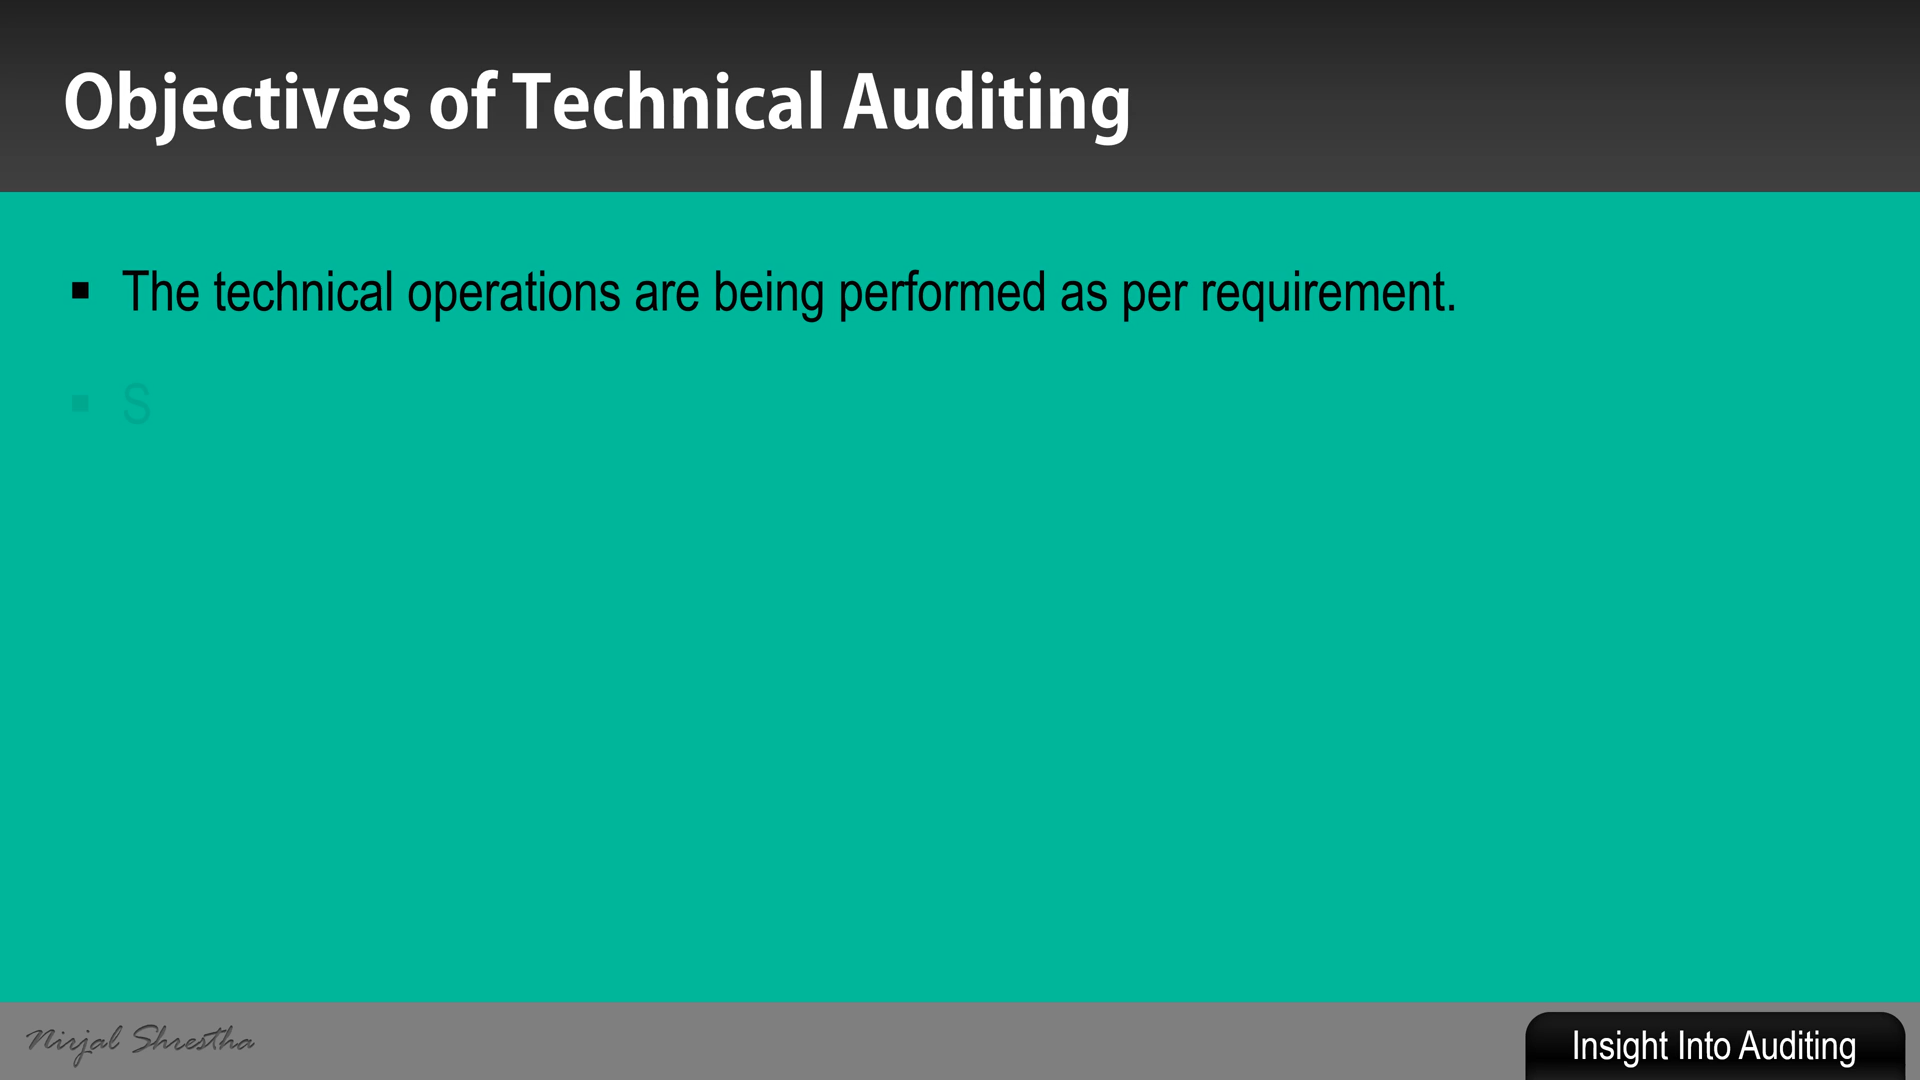 Objectives of Technical Auditing
▪ The technical operations are being performed as per requirement.
▪ S
Nirjal Shrestha
Insight Into Auditing